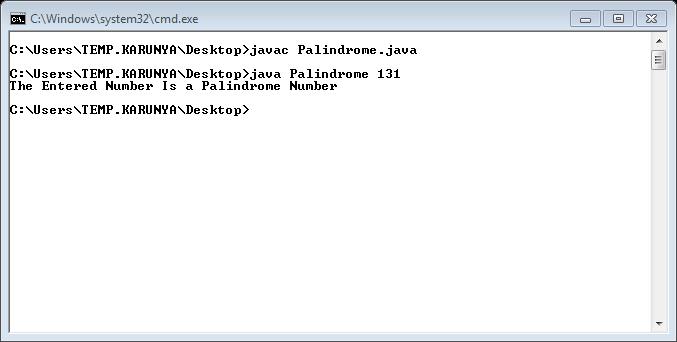 C:\Windows\system32\cmd.exe
C:\Users\TEMP.KARUNYA\Desktop>javac Palindrome.java
C:\Users\TEMP.KARUNYA\Desktop>java Palindrome 131
The Entered Number Is a Palindrome Number
C:\Users\TEMP.KARUNYA\Desktop>